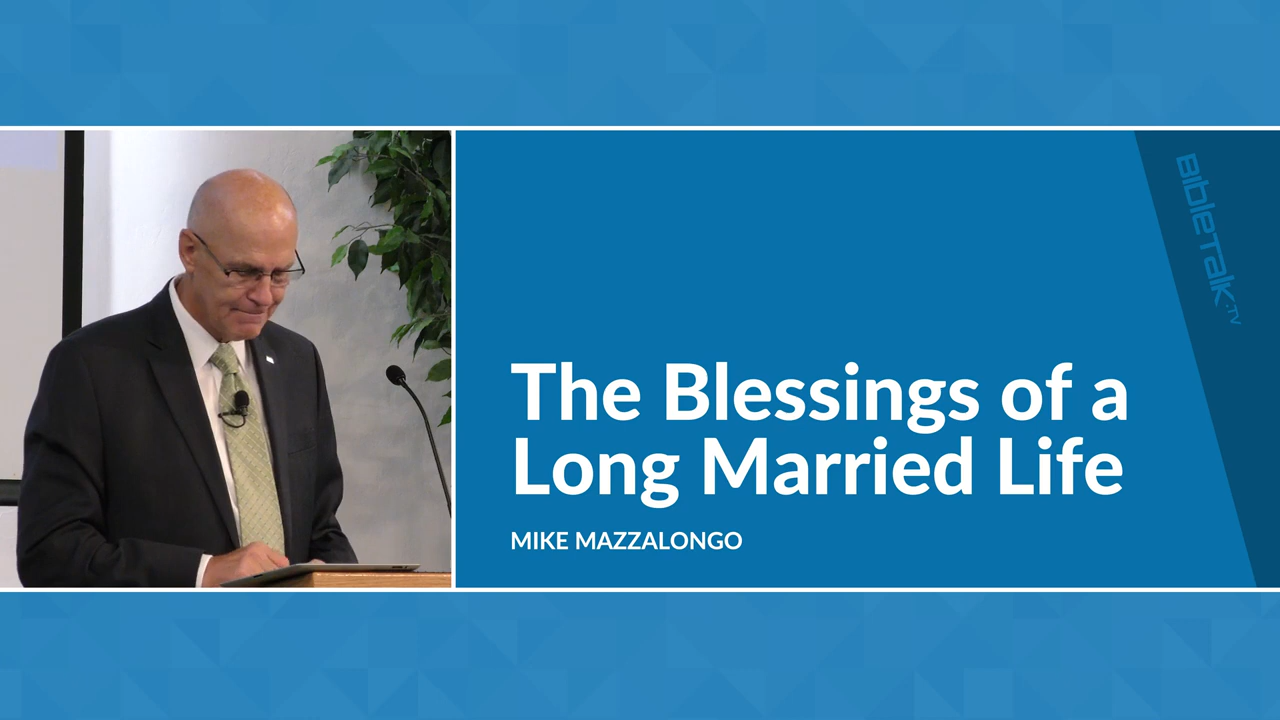 The Blessings of a
Long Married Life
MIKE MAZZALONGO
BibleTalk.TV